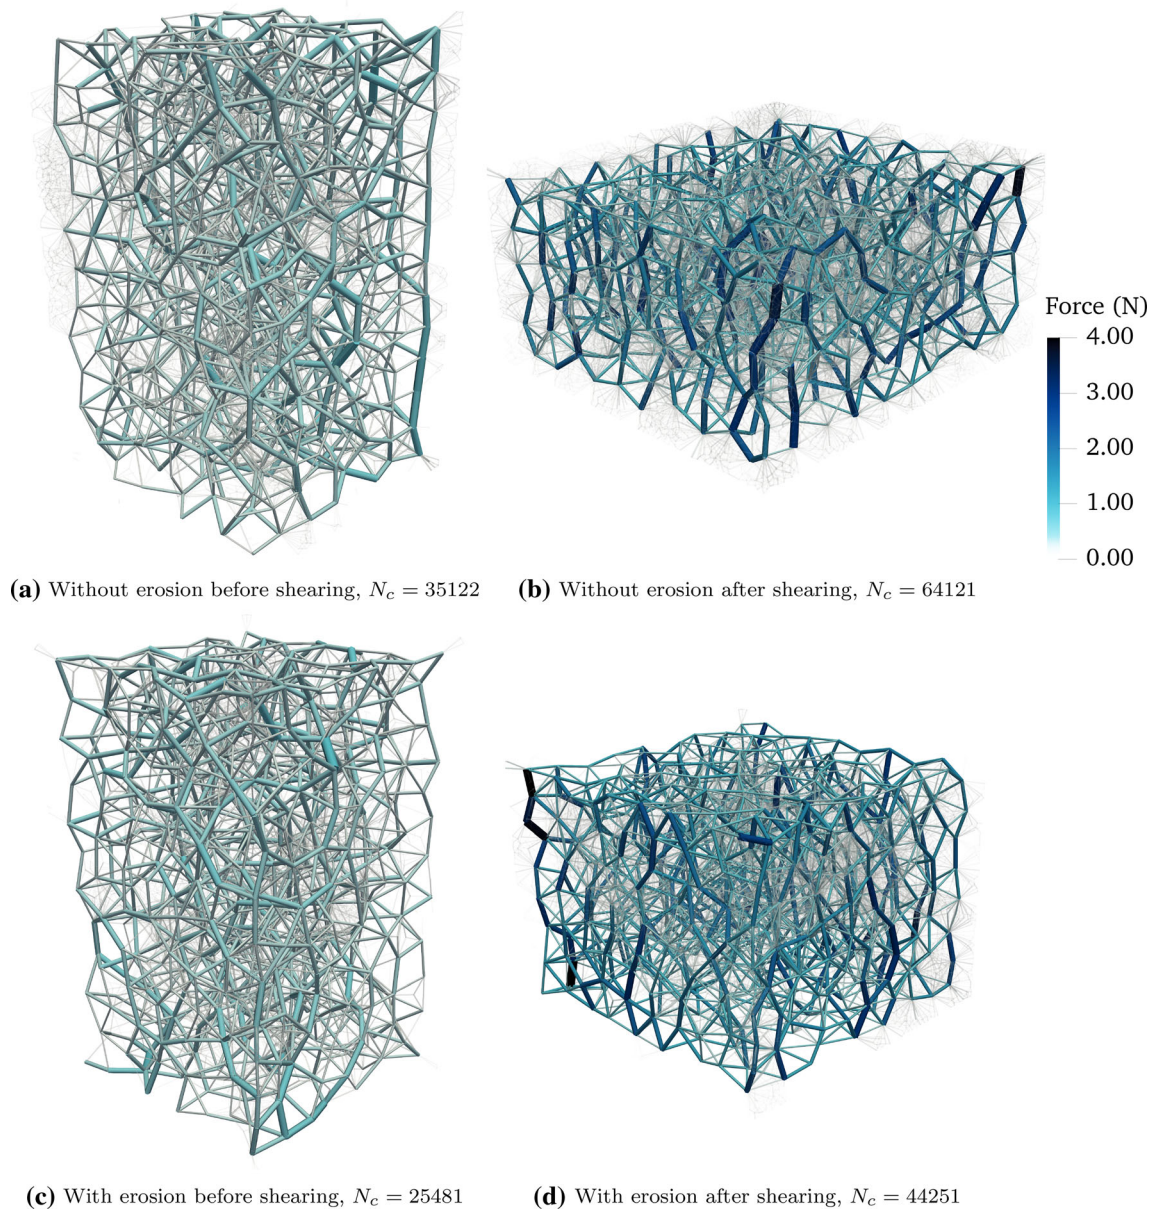 Force (N)
4.00
3.00
2.00
1.00
0.00
(a) Without erosion before shearing, N_c = 35122
(b) Without erosion after shearing, N_c = 64121
(c) With erosion before shearing, N_c = 25481
(d) With erosion after shearing, N_c = 44251